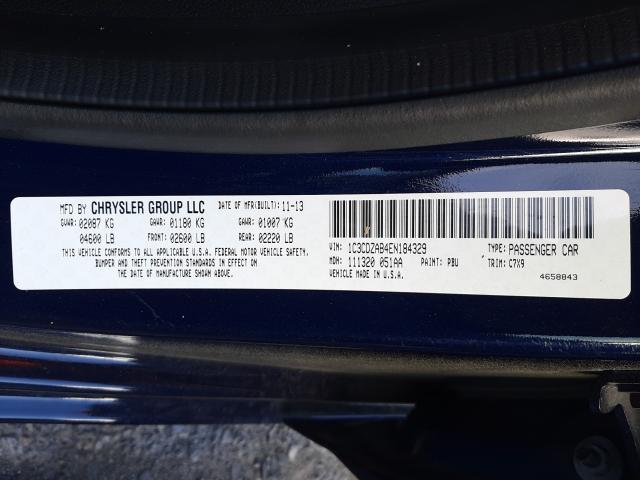 MFD BY CHRYSLER GROUP LLC DATE OF MFR(BUILT): 11-13
GVWR: 02087 KG GAWR: 01180 KG GAWR: 01007 KG
04600 LB FRONT: 02600 LB REAR: 02220 LB
THIS VEHICLE CONFORMS TO ALL APPLICABLE U.S.A. FEDERAL MOTOR VEHICLE SAFETY,
BUMPER AND THEFT PREVENTION STANDARDS IN EFFECT ON
THE DATE OF MANUFACTURE SHOWN ABOVE.
VIN: 1C3CDZAB4EN184329 TYPE: PASSENGER CAR
MDH: 111320 051AA PAINT: PBU TRIM: C7X9
VEHICLE MADE IN U.S.A.
4658843